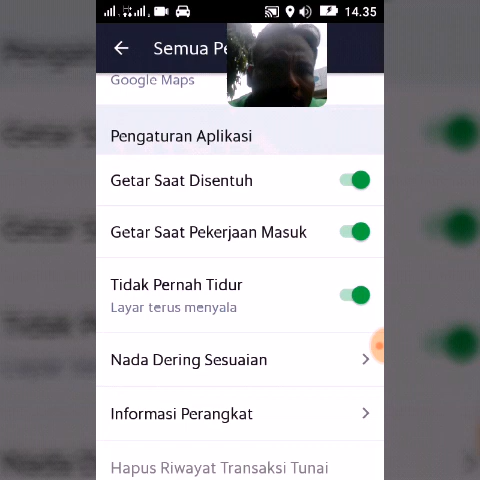 14.35
Semua Pe
Google Maps
Pengaturan Aplikasi
Getar Saat Disentuh
Getar Saat Pekerjaan Masuk
Tidak Pernah Tidur
Layar terus menyala
Nada Dering Sesuaian
Informasi Perangkat
Hapus Riwayat Transaksi Tunai